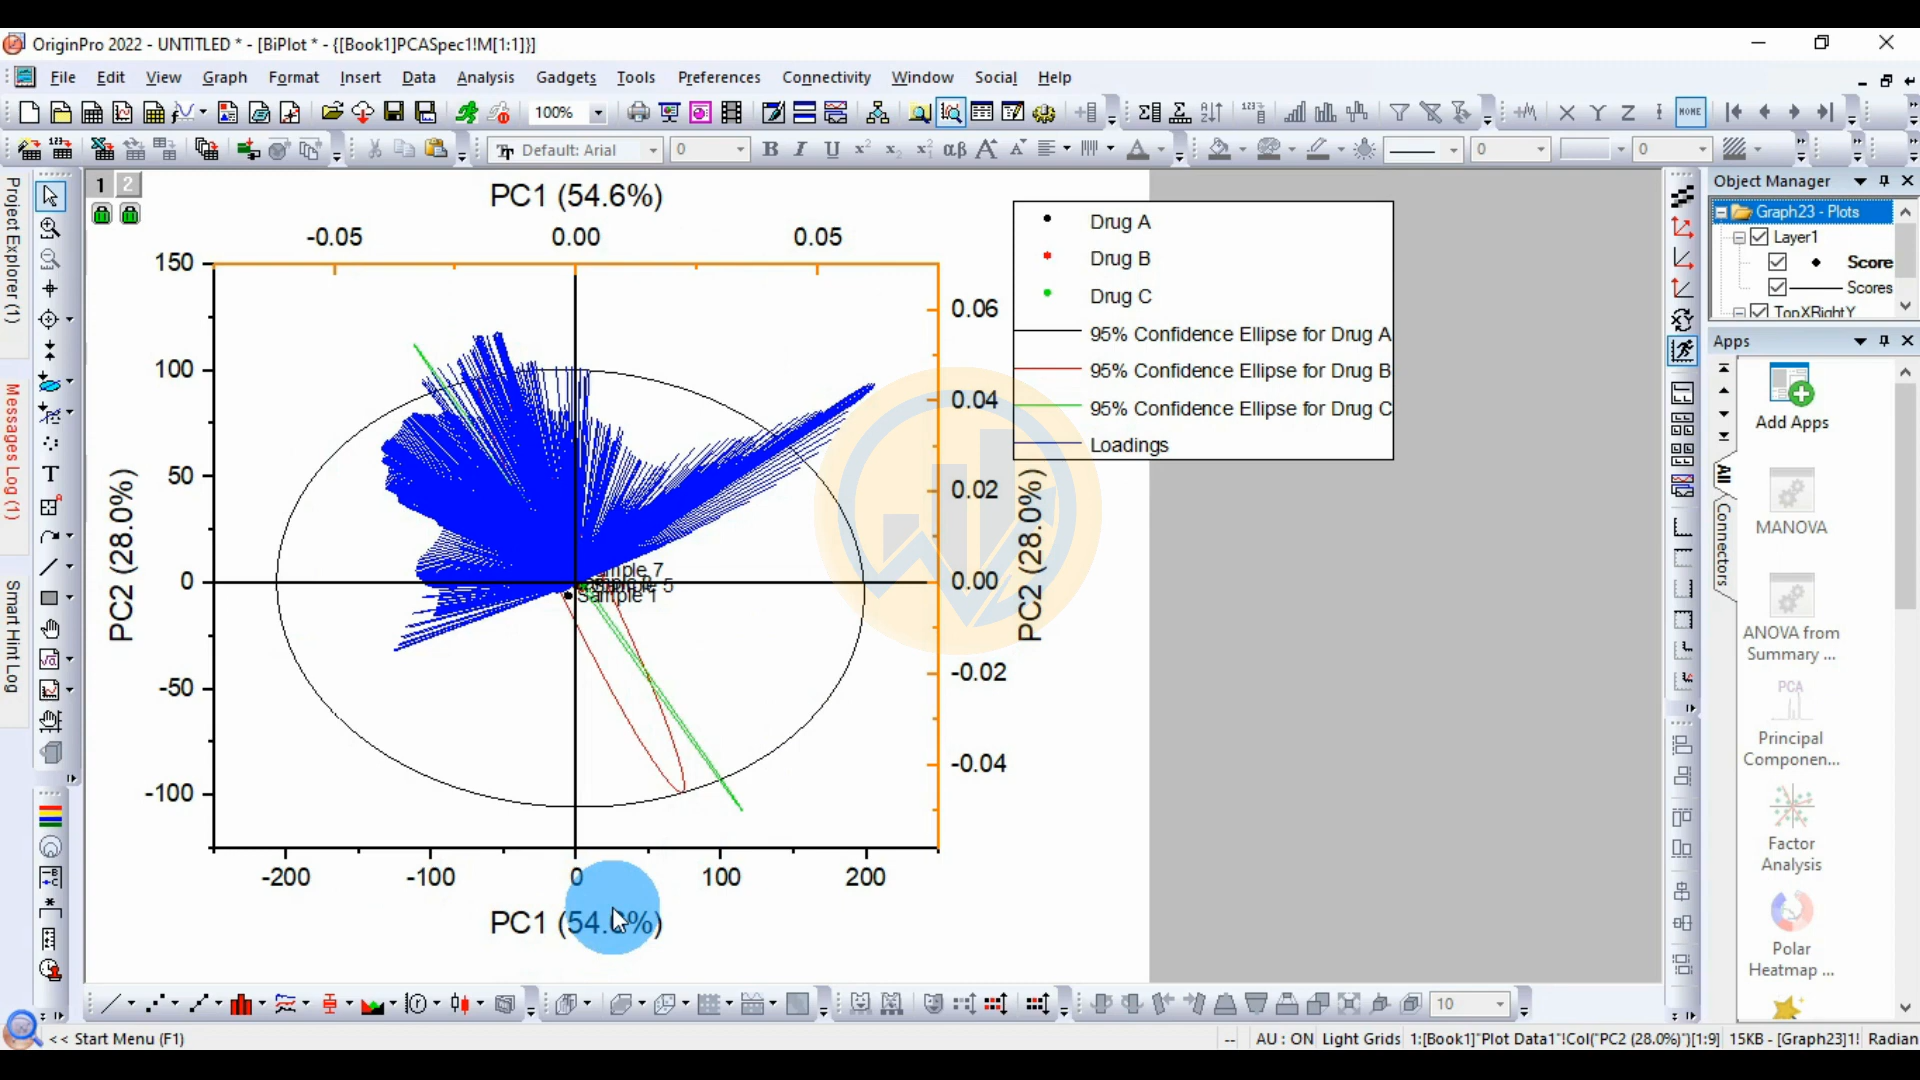 OriginPro 2022 - UNTITLED * - [BiPlot * - {[Book1]PCASpec1!M[1:1]}]
File Edit View Graph Format Insert Data Analysis Gadgets Tools Preferences Connectivity Window Social Help
100%
HOME
Default: Arial 0 B I U αβ A 0 0
Project Explorer (1)
Messages Log (1)
Smart Hint Log
1 2
PC1 (54.6%)
-0.05 0.00 0.05
150
100
50
0
-50
-100
PC2 (28.0%)
0.06
0.04
0.02
0.00
-0.02
-0.04
PC2 (28.0%)
Sample 1
-200 -100 0 100 200
PC1 (54.6%)
Drug A
Drug B
Drug C
95% Confidence Ellipse for Drug A
95% Confidence Ellipse for Drug B
95% Confidence Ellipse for Drug C
Loadings
Object Manager
Graph23 - Plots
Layer1
Score
Scores
TopXRightY
Apps
All
Connectors
Add Apps
MANOVA
ANOVA from
Summary ...
PCA
Principal
Componen...
Factor
Analysis
Polar
Heatmap ...
10
<< Start Menu (F1)
-- AU : ON Light Grids 1:[Book1]"Plot Data1"!Col("PC2 (28.0%)")[1:9] 15KB - [Graph23]1! Radian